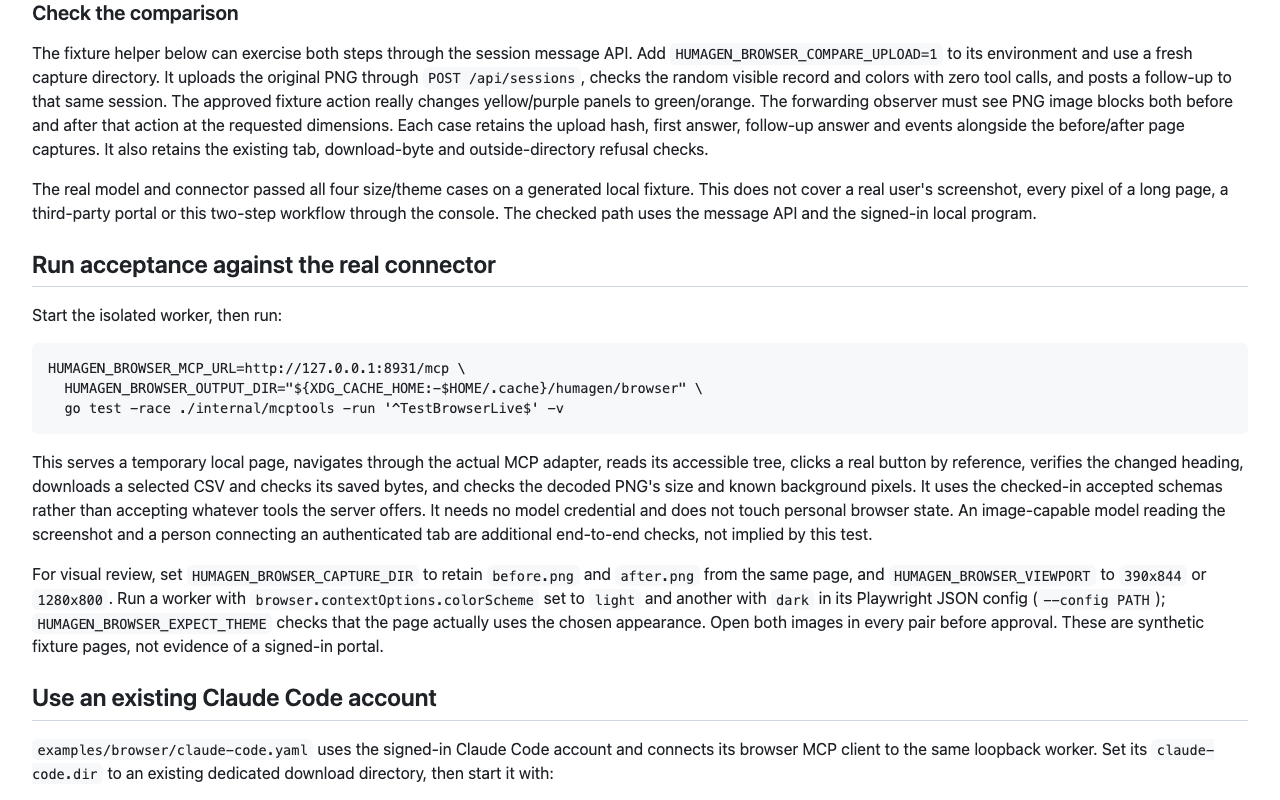 Check the comparison
The fixture helper below can exercise both steps through the session message API. Add HUMAGEN_BROWSER_COMPARE_UPLOAD=1 to its environment and use a fresh
capture directory. It uploads the original PNG through POST /api/sessions , checks the random visible record and colors with zero tool calls, and posts a follow-up to
that same session. The approved fixture action really changes yellow/purple panels to green/orange. The forwarding observer must see PNG image blocks both before
and after that action at the requested dimensions. Each case retains the upload hash, first answer, follow-up answer and events alongside the before/after page
captures. It also retains the existing tab, download-byte and outside-directory refusal checks.
The real model and connector passed all four size/theme cases on a generated local fixture. This does not cover a real user's screenshot, every pixel of a long page, a
third-party portal or this two-step workflow through the console. The checked path uses the message API and the signed-in local program.
Run acceptance against the real connector
Start the isolated worker, then run:
HUMAGEN_BROWSER_MCP_URL=http://127.0.0.1:8931/mcp \
  HUMAGEN_BROWSER_OUTPUT_DIR="${XDG_CACHE_HOME:-$HOME/.cache}/humagen/browser" \
  go test -race ./internal/mcptools -run '^TestBrowserLive$' -v
This serves a temporary local page, navigates through the actual MCP adapter, reads its accessible tree, clicks a real button by reference, verifies the changed heading,
downloads a selected CSV and checks its saved bytes, and checks the decoded PNG's size and known background pixels. It uses the checked-in accepted schemas
rather than accepting whatever tools the server offers. It needs no model credential and does not touch personal browser state. An image-capable model reading the
screenshot and a person connecting an authenticated tab are additional end-to-end checks, not implied by this test.
For visual review, set HUMAGEN_BROWSER_CAPTURE_DIR to retain before.png and after.png from the same page, and HUMAGEN_BROWSER_VIEWPORT to 390x844 or
1280x800 . Run a worker with browser.contextOptions.colorScheme set to light and another with dark in its Playwright JSON config ( --config PATH );
HUMAGEN_BROWSER_EXPECT_THEME checks that the page actually uses the chosen appearance. Open both images in every pair before approval. These are synthetic
fixture pages, not evidence of a signed-in portal.
Use an existing Claude Code account
examples/browser/claude-code.yaml uses the signed-in Claude Code account and connects its browser MCP client to the same loopback worker. Set its claude-
code.dir to an existing dedicated download directory, then start it with: